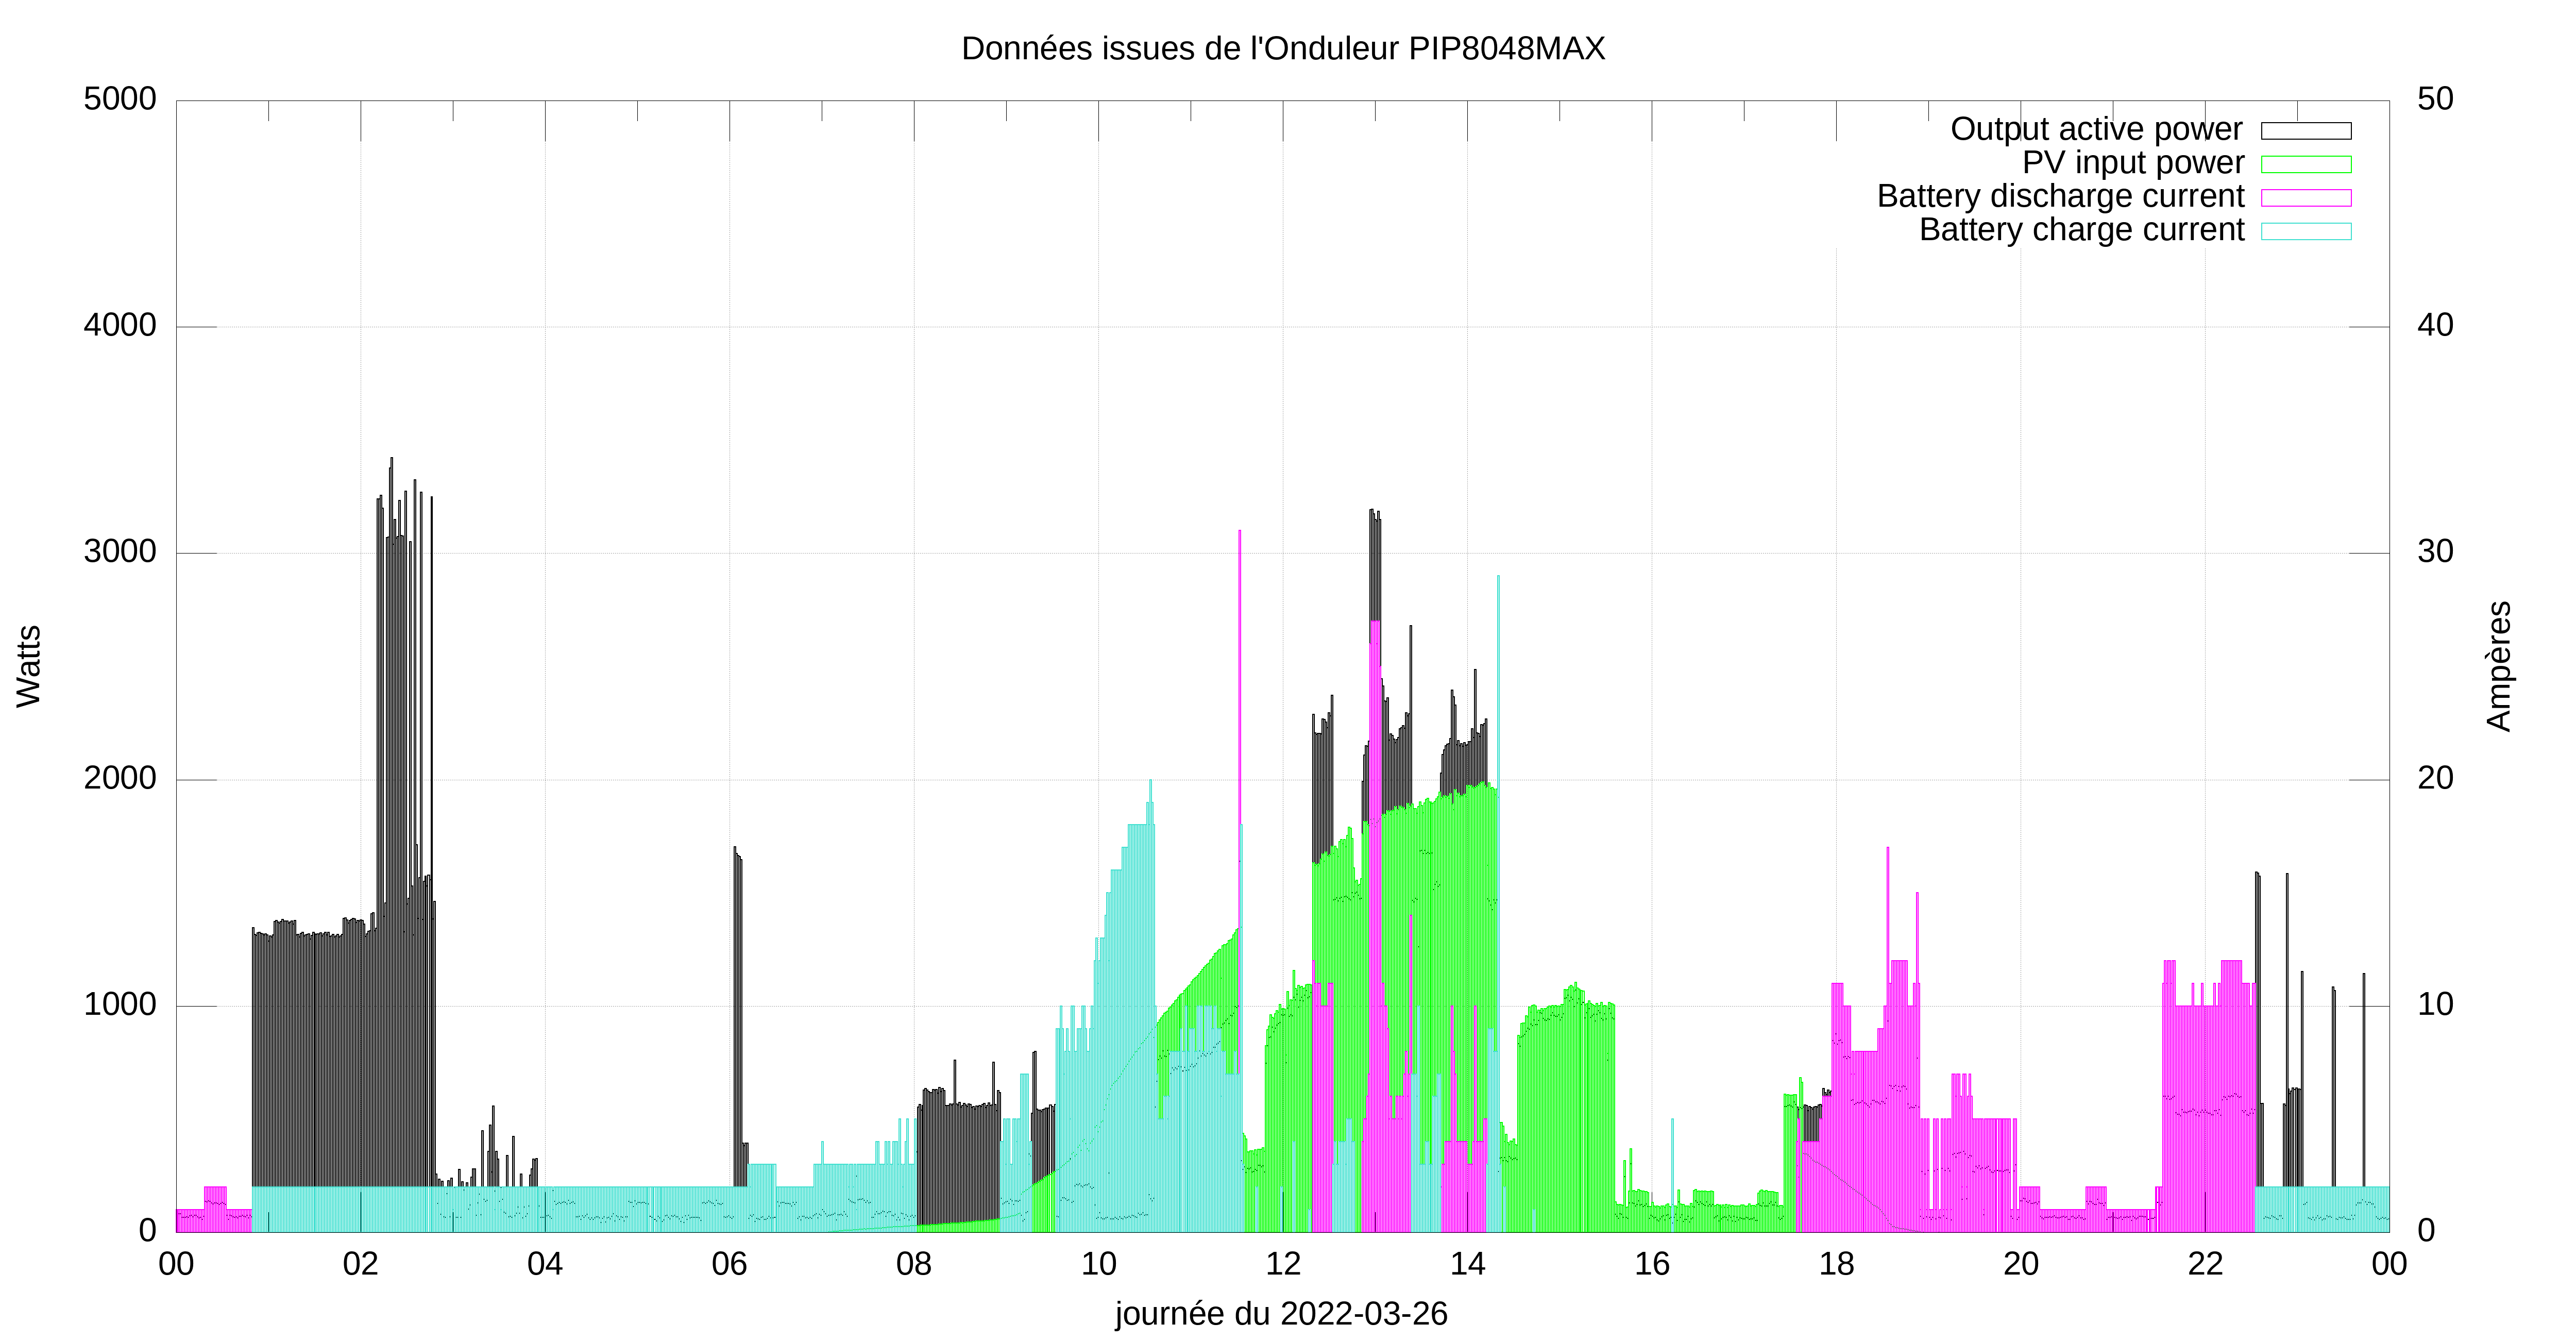 Données issues de l'Onduleur PIP8048MAX
5000
4000
3000
2000
1000
0
50
40
30
20
10
0
Output active power
PV input power
Battery discharge current
Battery charge current
Watts
Ampères
00 02 04 06 08 10 12 14 16 18 20 22 00
journée du 2022-03-26